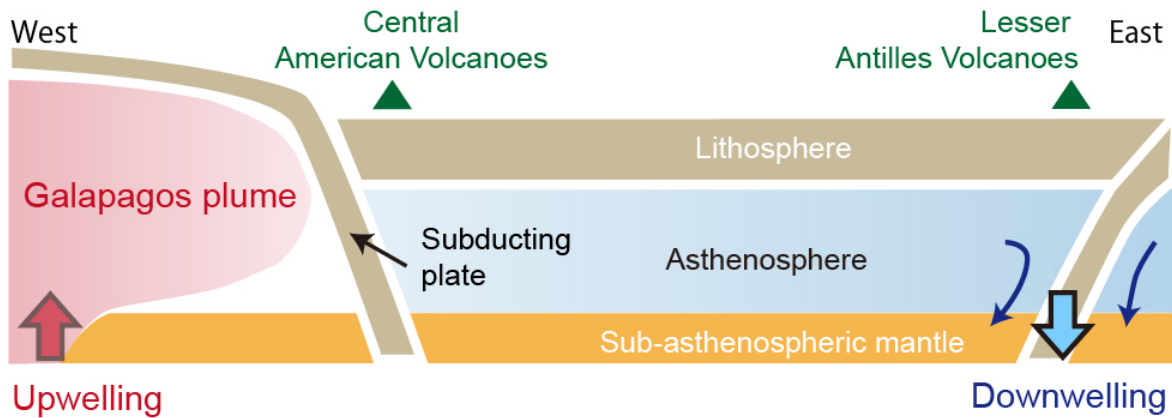 West
Central
American Volcanoes
Lesser
Antilles Volcanoes
East
Lithosphere
Galapagos plume
Subducting
plate
Asthenosphere
Sub-asthenospheric mantle
Upwelling
Downwelling